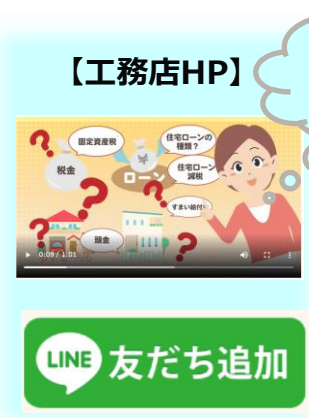 【工務店HP】
固定資産税
住宅ローンの
種類？
税金
ローン
住宅ローン
減税
すまい給付
頭金
0:09 / 1:01
LINE 友だち追加